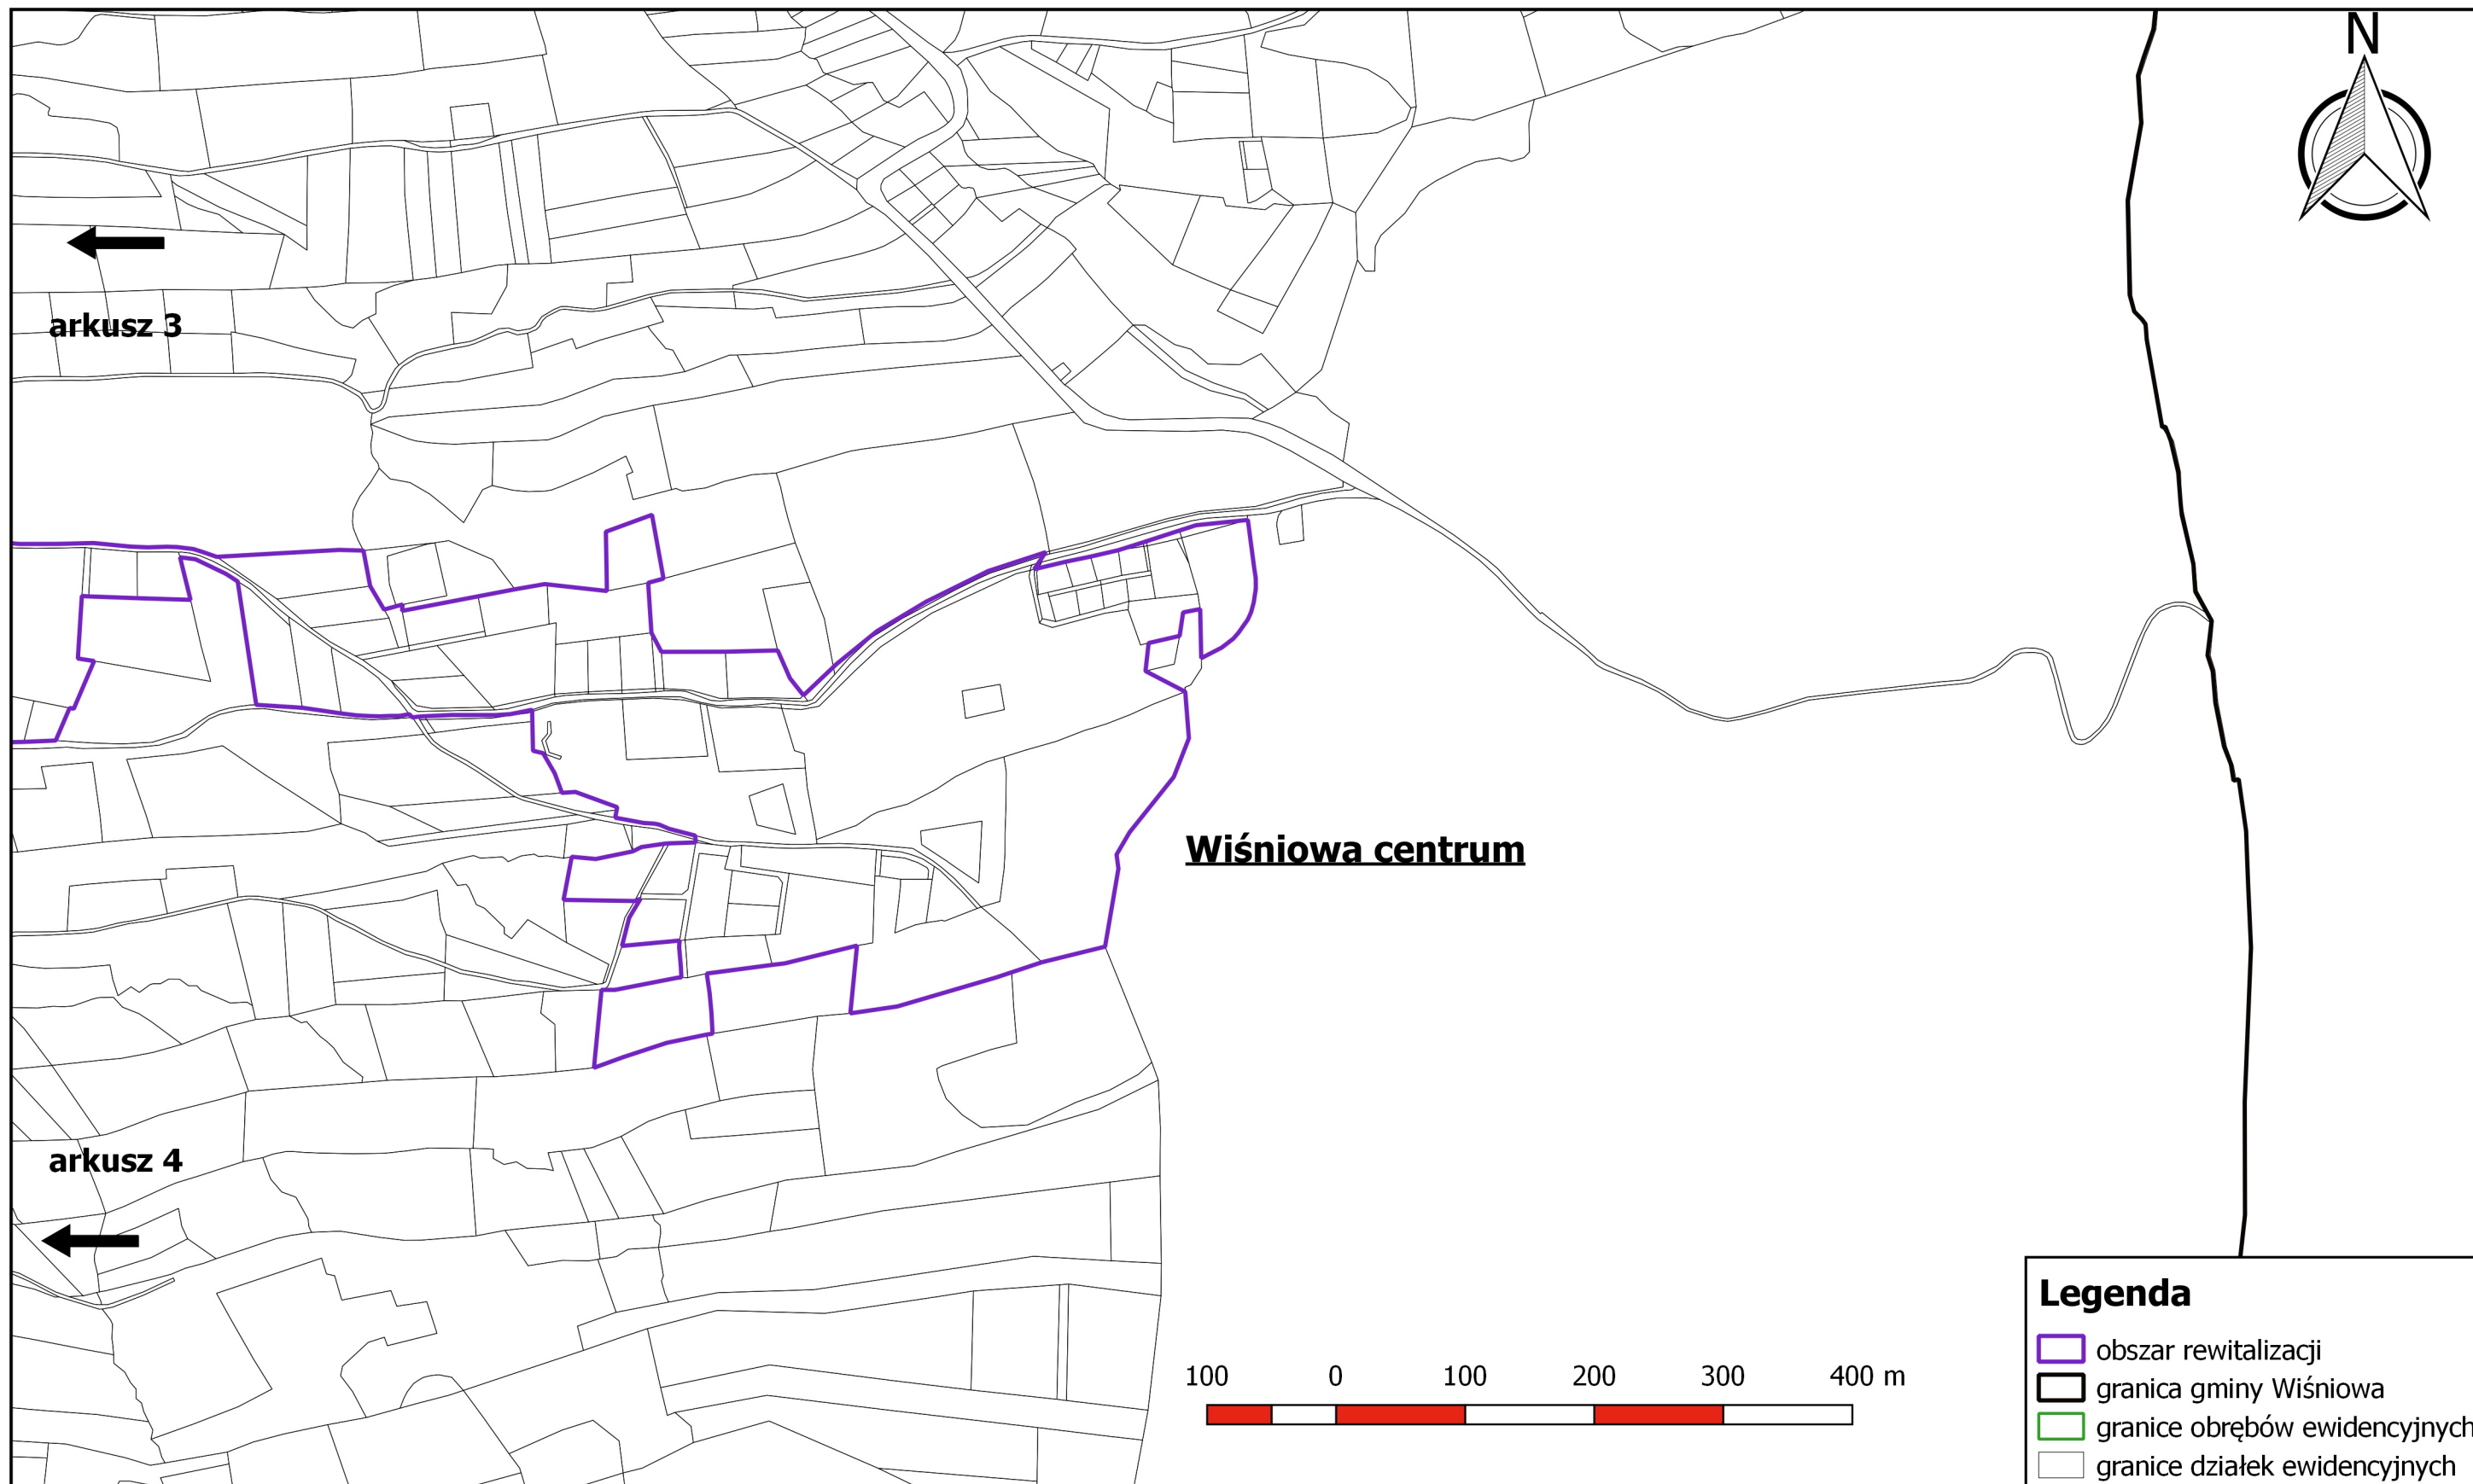 N
arkusz 3
Wiśniowa centrum
arkusz 4
Legenda
100 0 100 200 300 400 m
obszar rewitalizacji
granica gminy Wiśniowa
granice obrębów ewidencyjnych
granice działek ewidencyjnych